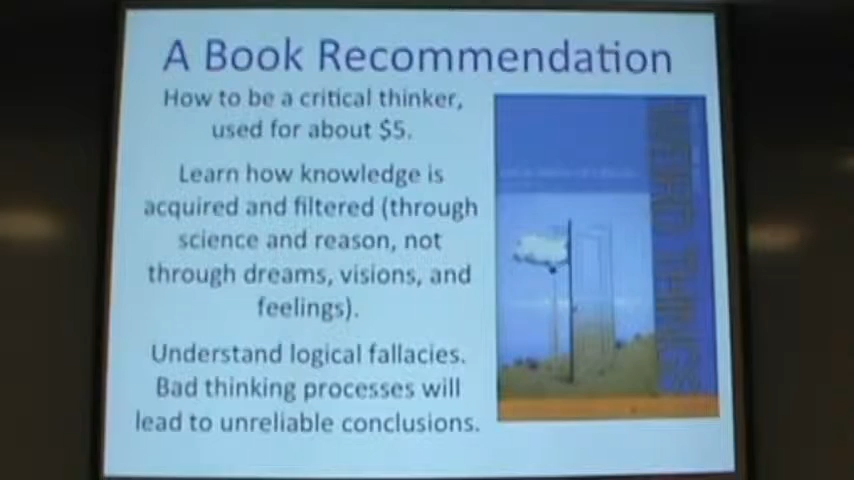 A Book Recommendation
How to be a critical thinker,
used for about $5.
Learn how knowledge is
acquired and filtered (through
science and reason, not
through dreams, visions, and
feelings).
Understand logical fallacies.
Bad thinking processes will
lead to unreliable conclusions.
WEIRD THINGS